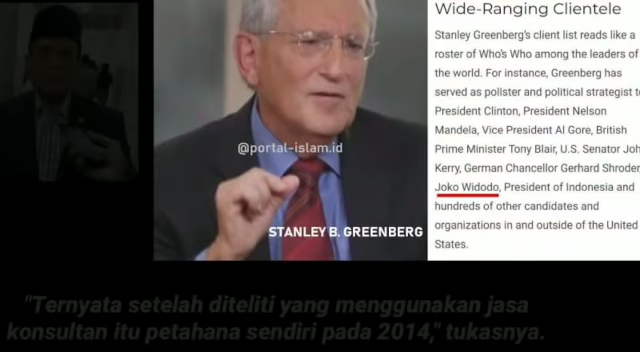 Wide-Ranging Clientele
Stanley Greenberg's client list reads like a
roster of Who's Who among the leaders of
the world. For instance, Greenberg has
served as pollster and political strategist t
President Clinton, President Nelson
Mandela, Vice President Al Gore, British
Prime Minister Tony Blair, U.S. Senator Joh
Kerry, German Chancellor Gerhard Shroder,
Joko Widodo, President of Indonesia and
hundreds of other candidates and
organizations in and outside of the United
States.
@portal-islam.id
STANLEY B. GREENBERG
"Ternyata setelah diteliti yang menggunakan jasa
konsultan itu petahana sendiri pada 2014," tukasnya.